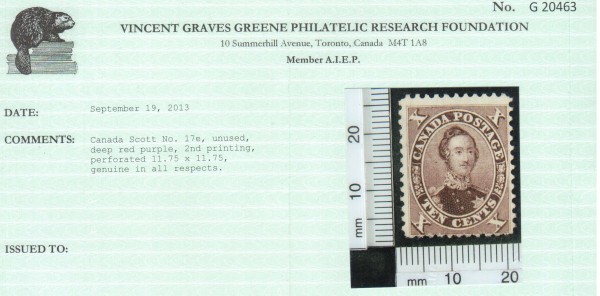 No. G 20463
VINCENT GRAVES GREENE PHILATELIC RESEARCH FOUNDATION
10 Summerhill Avenue, Toronto, Canada M4T 1A8
Member A.I.E.P.
DATE: September 19, 2013
COMMENTS: Canada Scott No. 17e, unused,
deep red purple, 2nd printing,
perforated 11.75 x 11.75,
genuine in all respects.
ISSUED TO:
20
10
mm
CANADA POSTAGE
TEN CENTS
X
X
X
X
mm 10 20